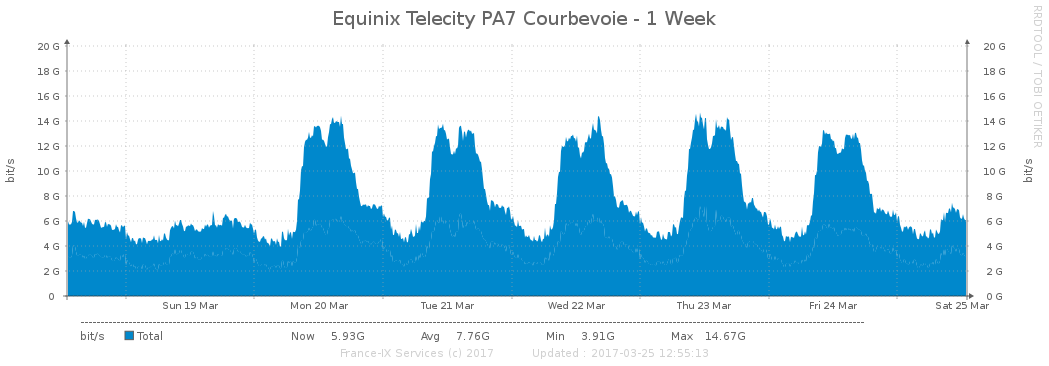 Equinix Telecity PA7 Courbevoie - 1 Week
RRDTOOL / TOBI OETIKER
20 G 20 G
18 G 18 G
16 G 16 G
14 G 14 G
12 G 12 G
10 G 10 G
8 G 8 G
6 G 6 G
4 G 4 G
2 G 2 G
0 0 G
bit/s bit/s
Sun 19 Mar Mon 20 Mar Tue 21 Mar Wed 22 Mar Thu 23 Mar Fri 24 Mar Sat 25 Mar
bit/s Total Now 5.93G Avg 7.76G Min 3.91G Max 14.67G
France-IX Services (c) 2017 Updated : 2017-03-25 12:55:13